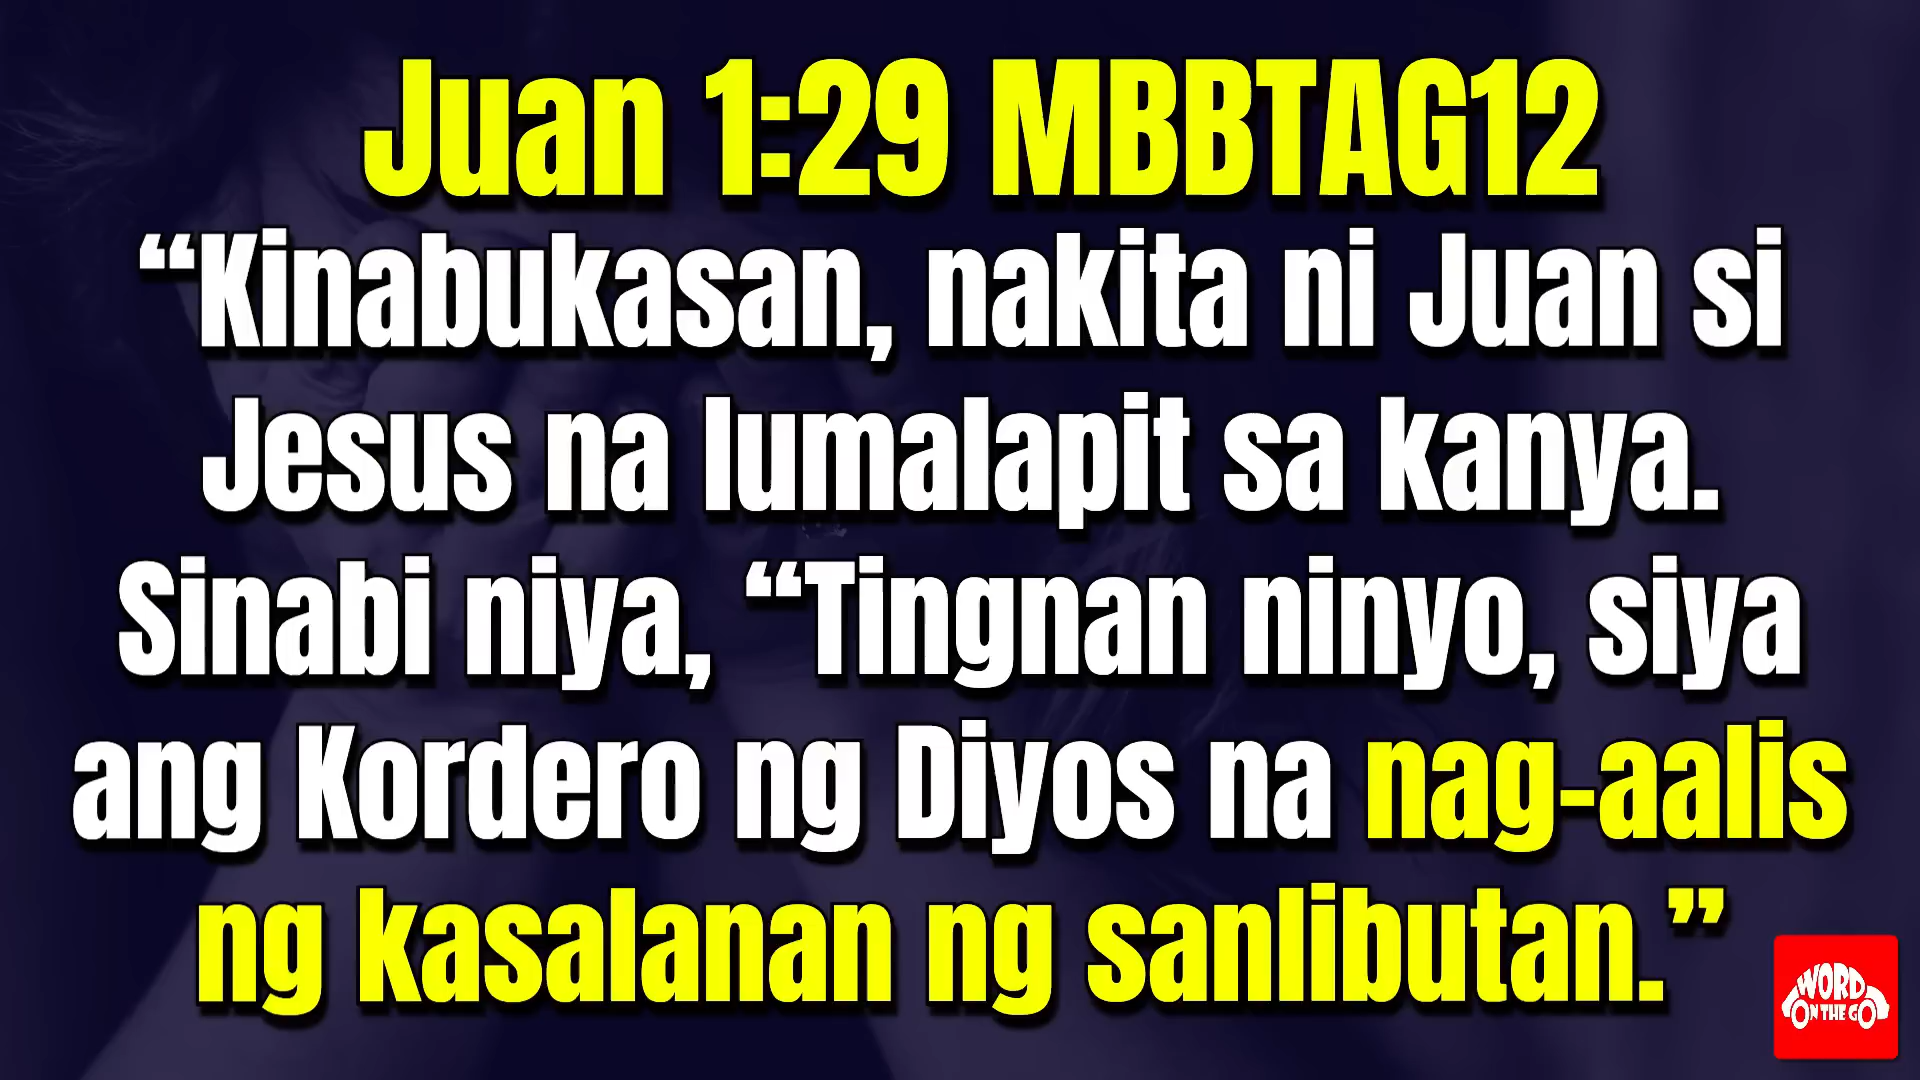 Juan 1:29 MBBTAG12
“Kinabukasan, nakita ni Juan si
Jesus na lumalapit sa kanya.
Sinabi niya, “Tingnan ninyo, siya
ang Kordero ng Diyos na nag-aalis
ng kasalanan ng sanlibutan.”
WORD
ON THE GO